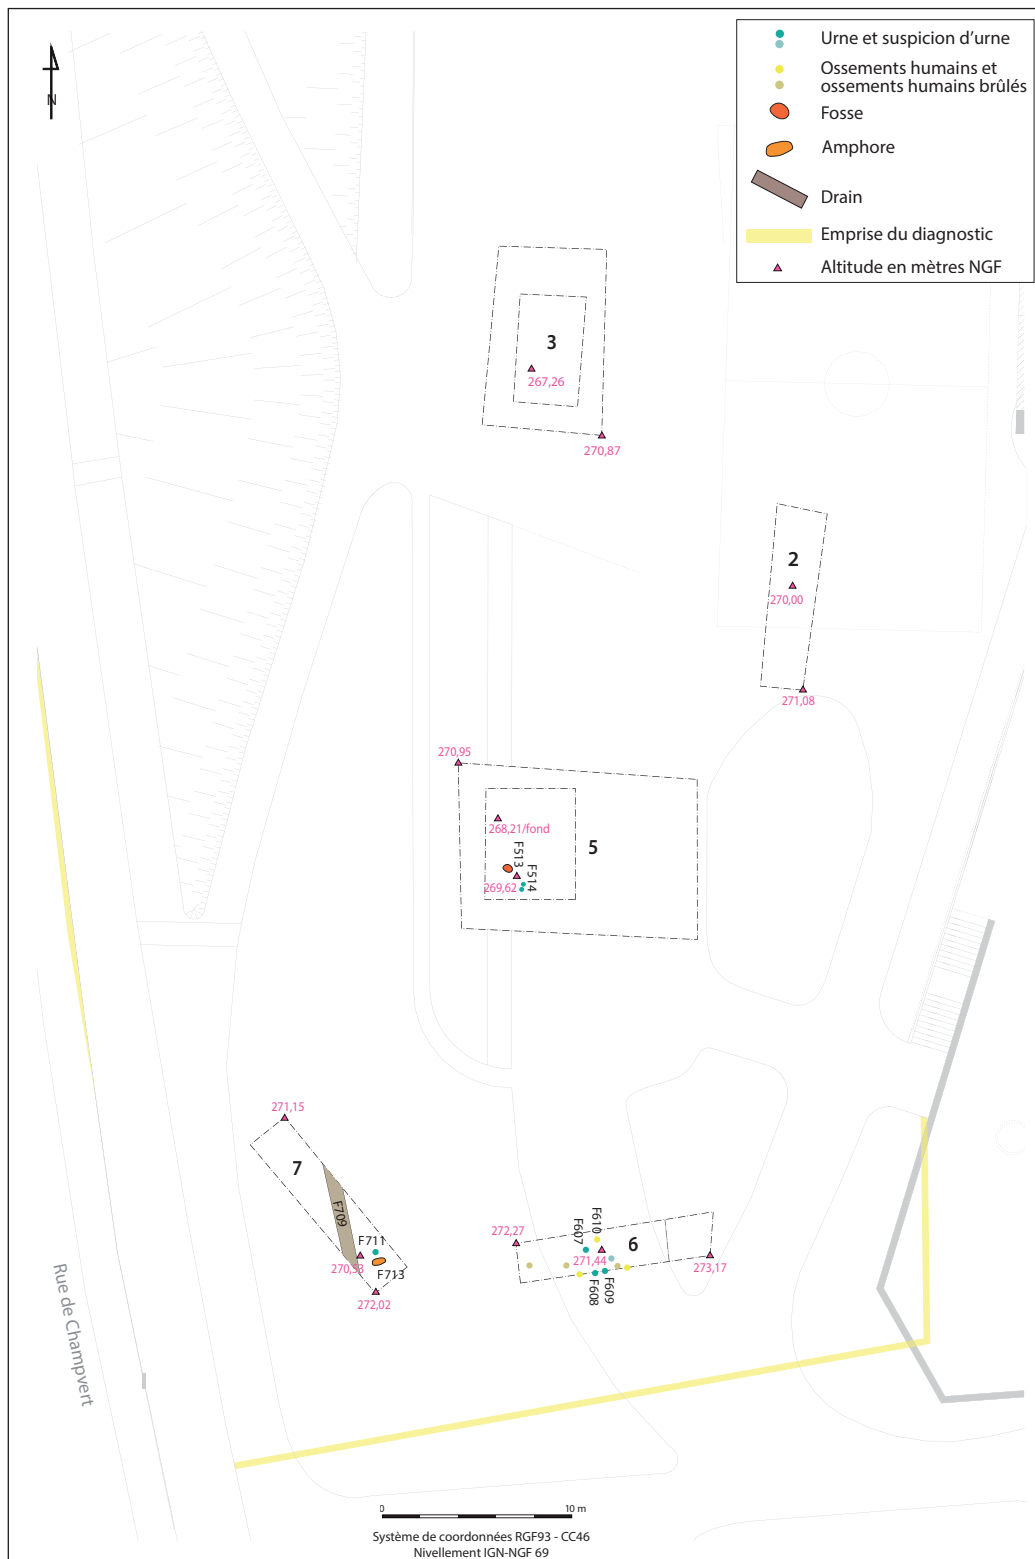 N
Urne et suspicion d'urne
Ossements humains et
ossements humains brûlés
Fosse
Amphore
Drain
Emprise du diagnostic
Altitude en mètres NGF
3
267,26
270,87
2
270,00
271,08
270,95
268,21/fond
5
F513
F514
269,62
271,15
7
F709
F711
270,53
F713
272,02
272,27
F610
F607
6
271,44
273,17
F608
F609
Rue de Champvert
0 10 m
Système de coordonnées RGF93 - CC46
Nivellement IGN-NGF 69